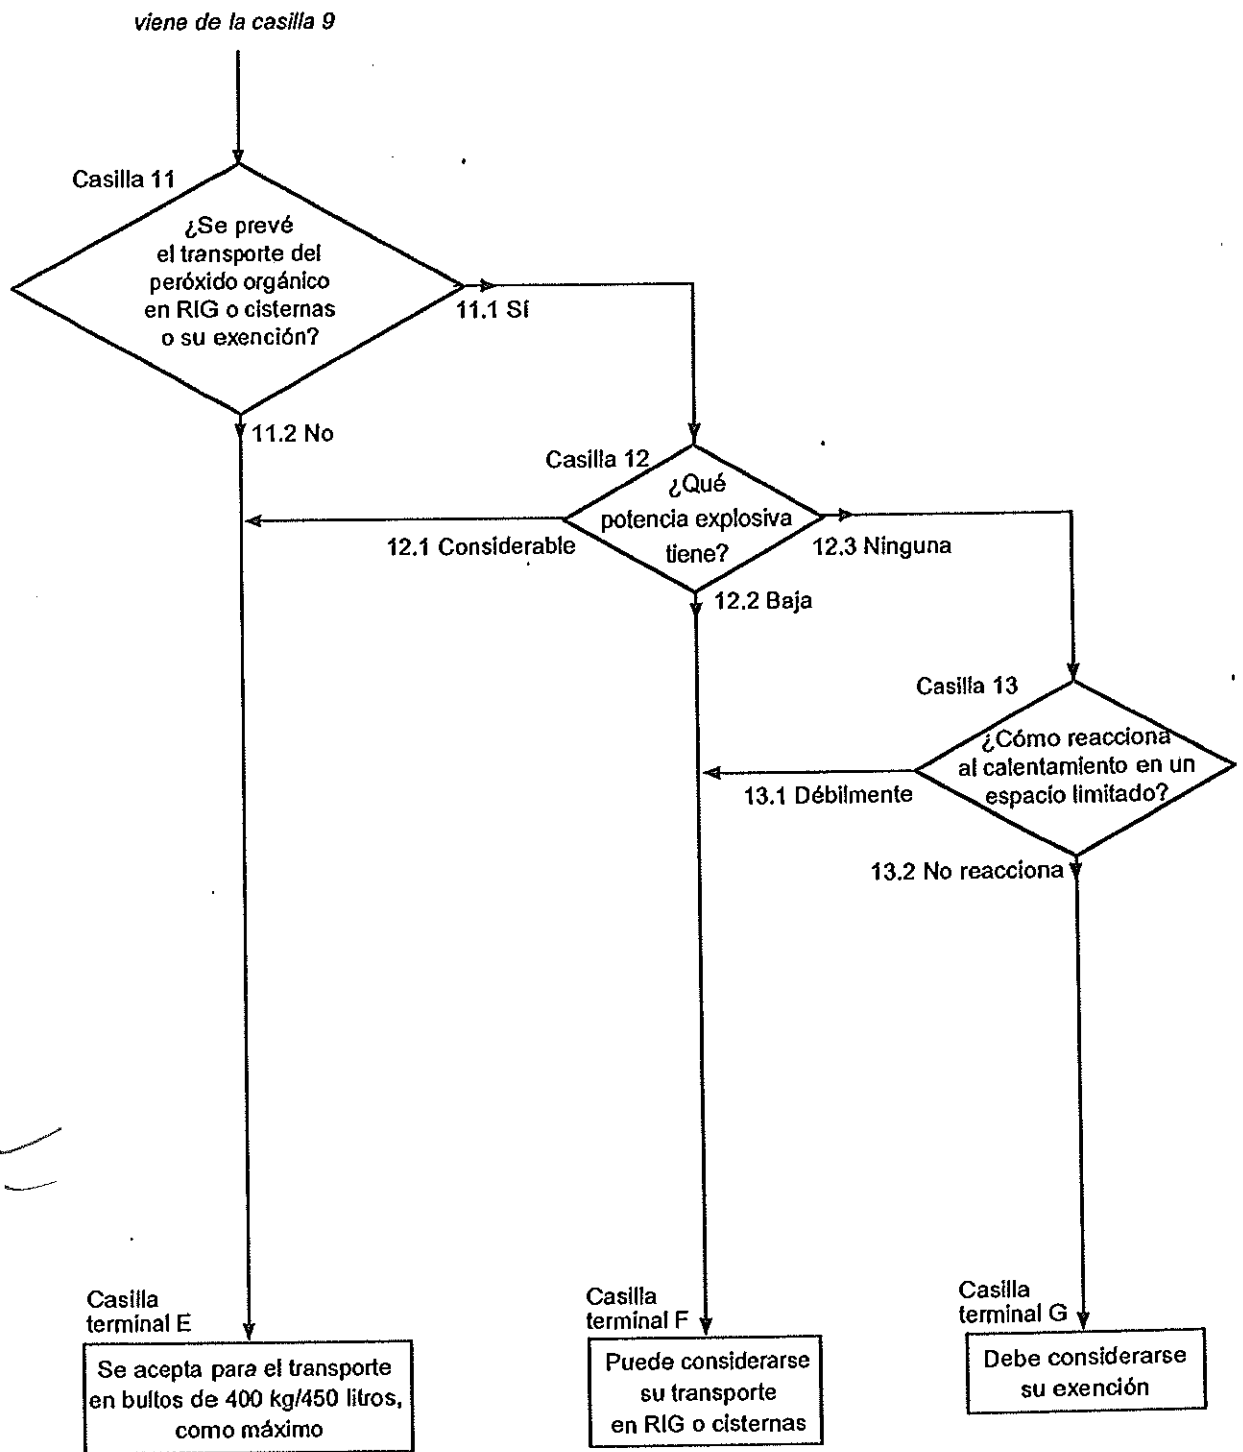 viene de la casilla 9
Casilla 11
¿Se prevé
el transporte del
peróxido orgánico
en RIG o cisternas
o su exención?
11.1 Sí
11.2 No
Casilla 12
¿Qué
potencia explosiva
tiene?
12.1 Considerable
12.3 Ninguna
12.2 Baja
Casilla 13
¿Cómo reacciona
al calentamiento en un
espacio limitado?
13.1 Débilmente
13.2 No reacciona
Casilla
terminal E
Se acepta para el transporte
en bultos de 400 kg/450 litros,
como máximo
Casilla
terminal F
Puede considerarse
su transporte
en RIG o cisternas
Casilla
terminal G
Debe considerarse
su exención